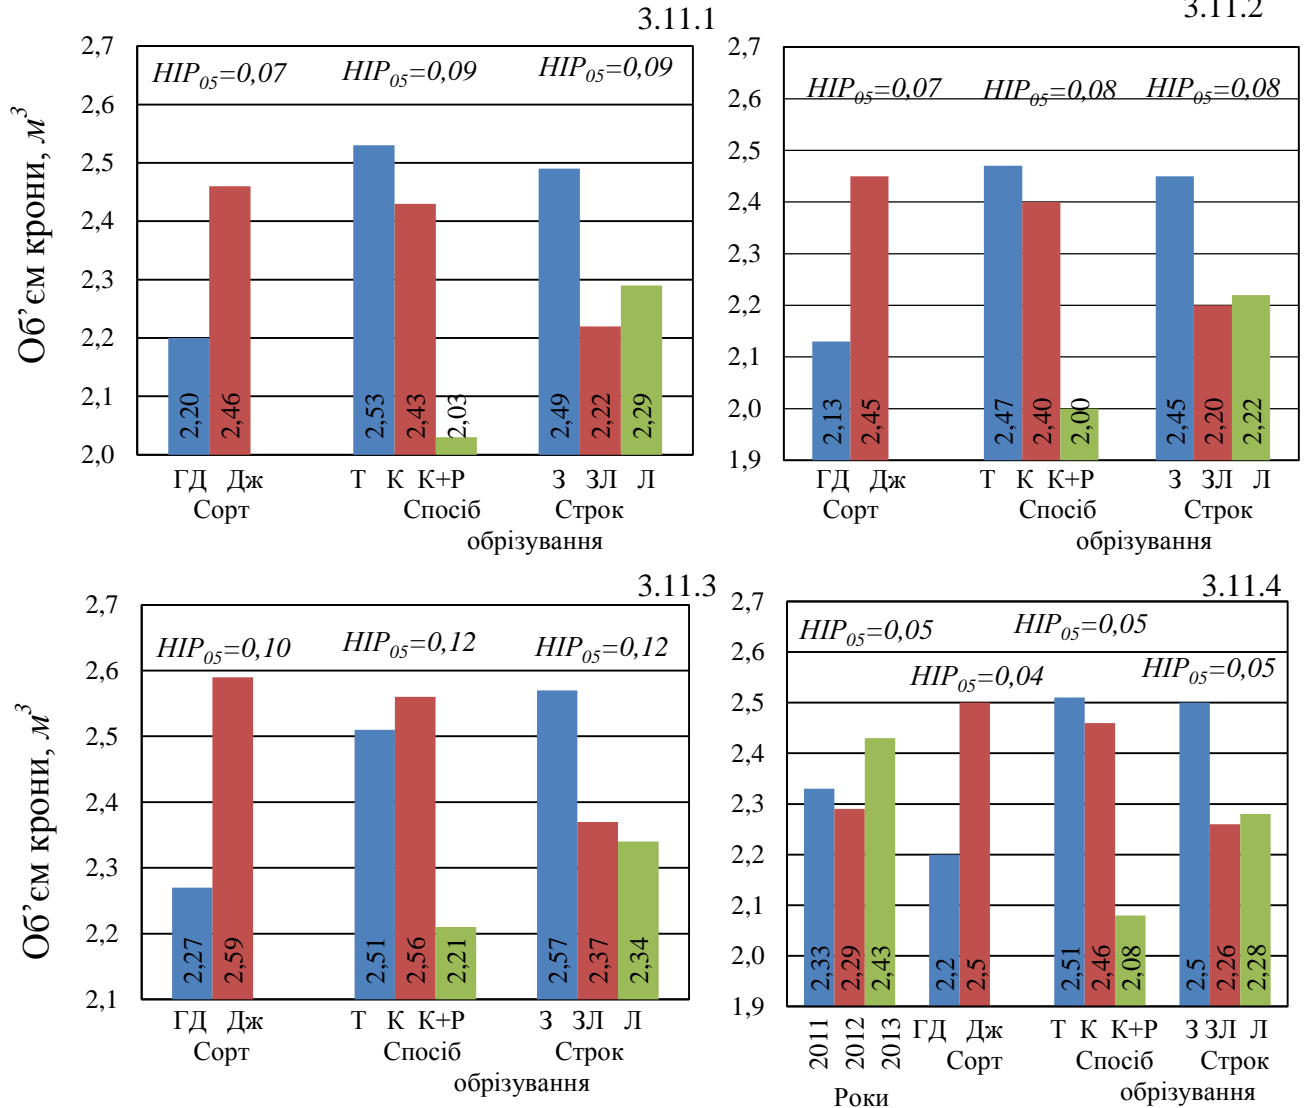 3.11.1
Об’єм крони, м³
2,7
2,6
2,5
2,4
2,3
2,2
2,1
2,0
НІР₀₅=0,07 НІР₀₅=0,09 НІР₀₅=0,09
2,20 2,46 2,53 2,43 2,03 2,49 2,22 2,29
ГД Дж Т К К+Р З ЗЛ Л
Сорт Спосіб Строк
обрізування
3.11.2
2,7
2,6
2,5
2,4
2,3
2,2
2,1
2,0
1,9
НІР₀₅=0,07 НІР₀₅=0,08 НІР₀₅=0,08
2,13 2,45 2,47 2,40 2,00 2,45 2,20 2,22
ГД Дж Т К К+Р З ЗЛ Л
Сорт Спосіб Строк
обрізування
3.11.3
Об’єм крони, м³
2,7
2,6
2,5
2,4
2,3
2,2
2,1
НІР₀₅=0,10 НІР₀₅=0,12 НІР₀₅=0,12
2,27 2,59 2,51 2,56 2,21 2,57 2,37 2,34
ГД Дж Т К К+Р З ЗЛ Л
Сорт Спосіб Строк
обрізування
3.11.4
2,7
2,6
2,5
2,4
2,3
2,2
2,1
2,0
1,9
НІР₀₅=0,05 НІР₀₅=0,04 НІР₀₅=0,05 НІР₀₅=0,05
2,33 2,29 2,43 2,2 2,5 2,51 2,46 2,08 2,5 2,26 2,28
2011 2012 2013 ГД Дж Т К К+Р З ЗЛ Л
Сорт Спосіб Строк
Роки обрізування